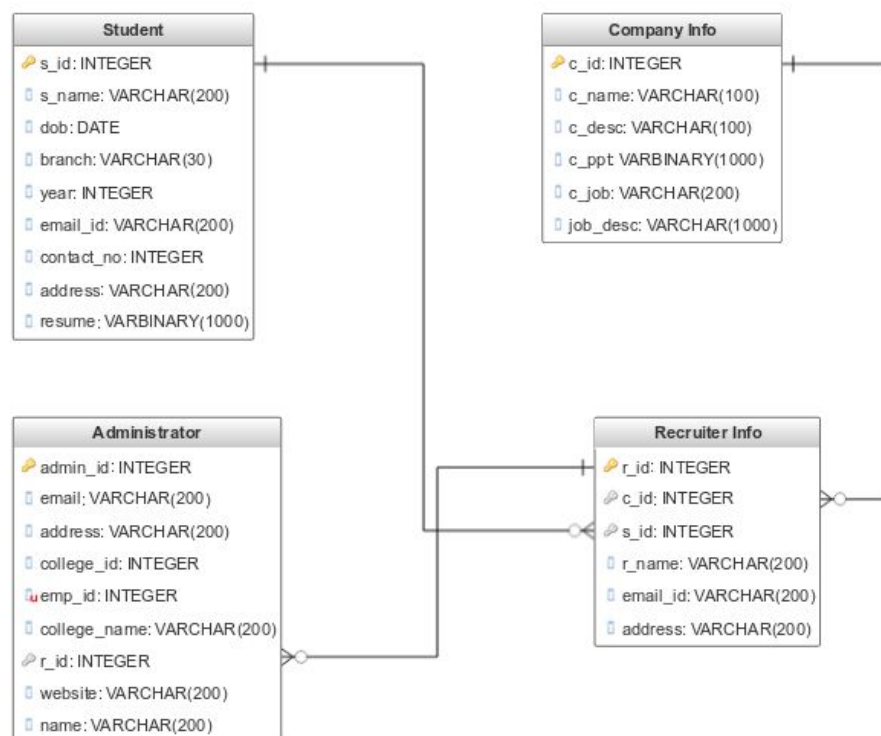 Student
s_id: INTEGER
s_name: VARCHAR(200)
dob: DATE
branch: VARCHAR(30)
year: INTEGER
email_id: VARCHAR(200)
contact_no: INTEGER
address: VARCHAR(200)
resume: VARBINARY(1000)
Company Info
c_id: INTEGER
c_name: VARCHAR(100)
c_desc: VARCHAR(100)
c_ppt: VARBINARY(1000)
c_job: VARCHAR(200)
job_desc: VARCHAR(1000)
Administrator
admin_id: INTEGER
email: VARCHAR(200)
address: VARCHAR(200)
college_id: INTEGER
u emp_id: INTEGER
college_name: VARCHAR(200)
r_id: INTEGER
website: VARCHAR(200)
name: VARCHAR(200)
Recruiter Info
r_id: INTEGER
c_id: INTEGER
s_id: INTEGER
r_name: VARCHAR(200)
email_id: VARCHAR(200)
address: VARCHAR(200)